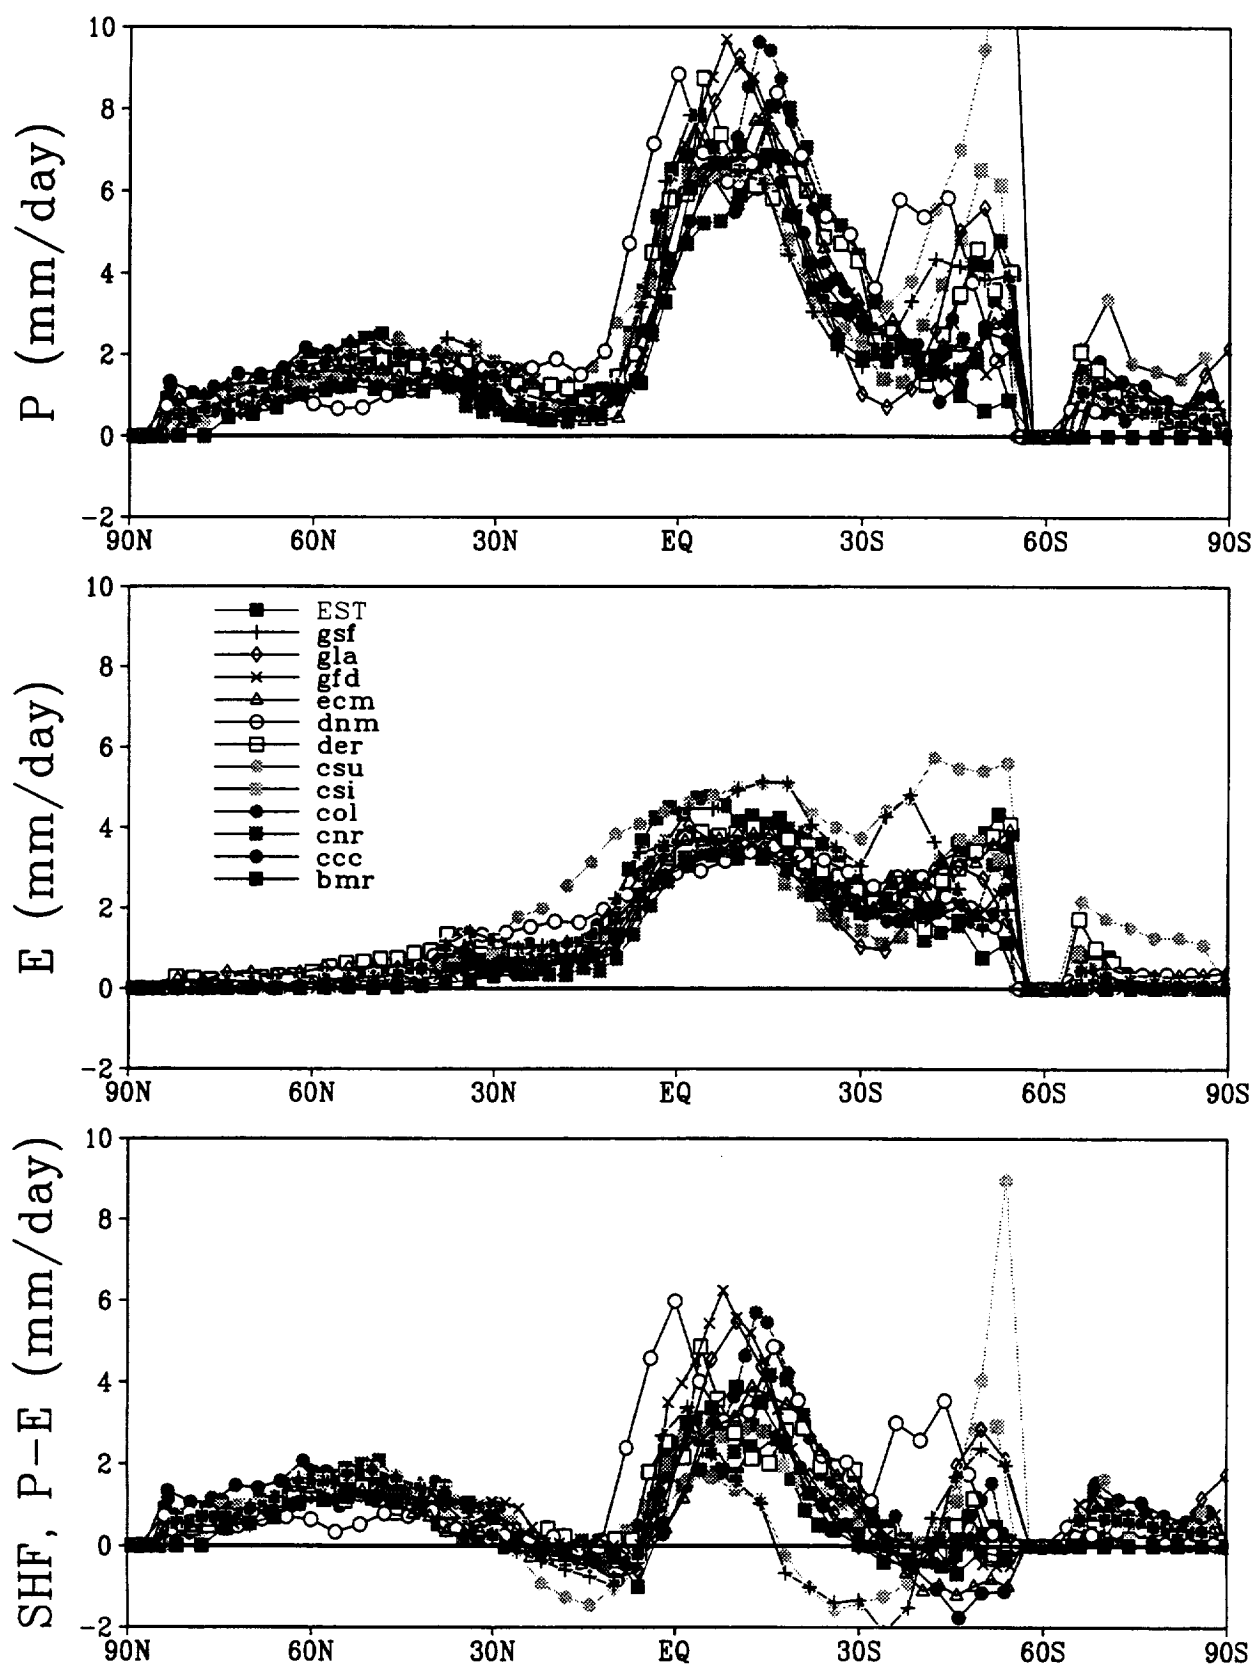 P (mm/day)
10
8
6
4
2
0
-2
90N 60N 30N EQ 30S 60S 90S
E (mm/day)
10
8
6
4
2
0
-2
EST
gsf
gla
gfd
ecm
dnm
der
csu
csi
col
cnr
ccc
bmr
90N 60N 30N EQ 30S 60S 90S
SHF, P-E (mm/day)
10
8
6
4
2
0
-2
90N 60N 30N EQ 30S 60S 90S